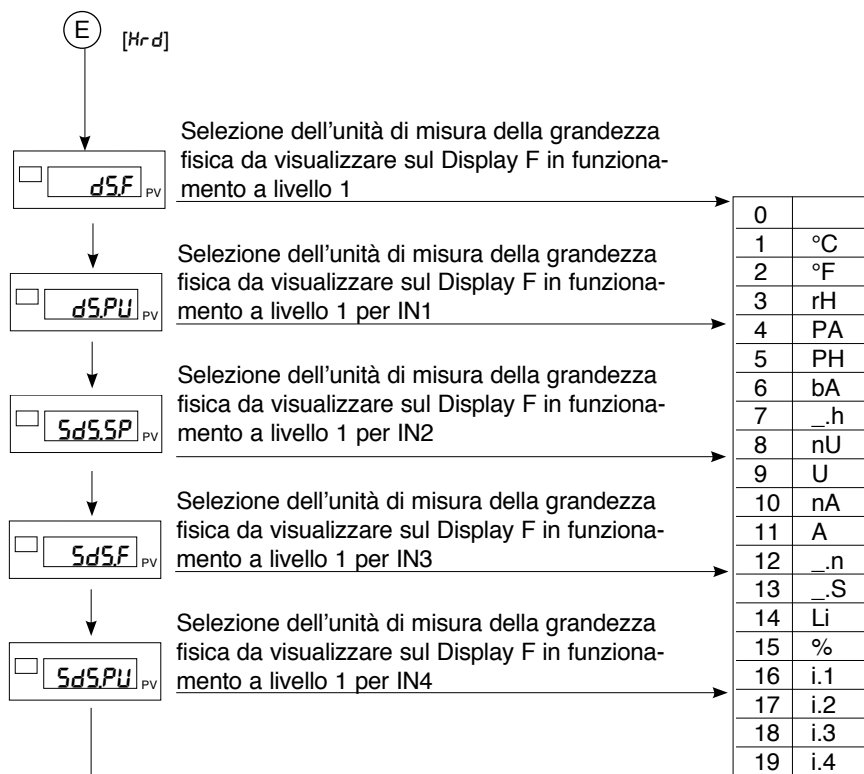 E [Hrd]
Selezione dell'unità di misura della grandezza
fisica da visualizzare sul Display F in funziona-
mento a livello 1
dS.F PV
Selezione dell'unità di misura della grandezza
fisica da visualizzare sul Display F in funziona-
mento a livello 1 per IN1
dS.PU PV
Selezione dell'unità di misura della grandezza
fisica da visualizzare sul Display F in funziona-
mento a livello 1 per IN2
SdS.SP PV
Selezione dell'unità di misura della grandezza
fisica da visualizzare sul Display F in funziona-
mento a livello 1 per IN3
SdS.F PV
Selezione dell'unità di misura della grandezza
fisica da visualizzare sul Display F in funziona-
mento a livello 1 per IN4
SdS.PU PV
0
1 °C
2 °F
3 rH
4 PA
5 PH
6 bA
7 _.h
8 nU
9 U
10 nA
11 A
12 _.n
13 _.S
14 Li
15 %
16 i.1
17 i.2
18 i.3
19 i.4